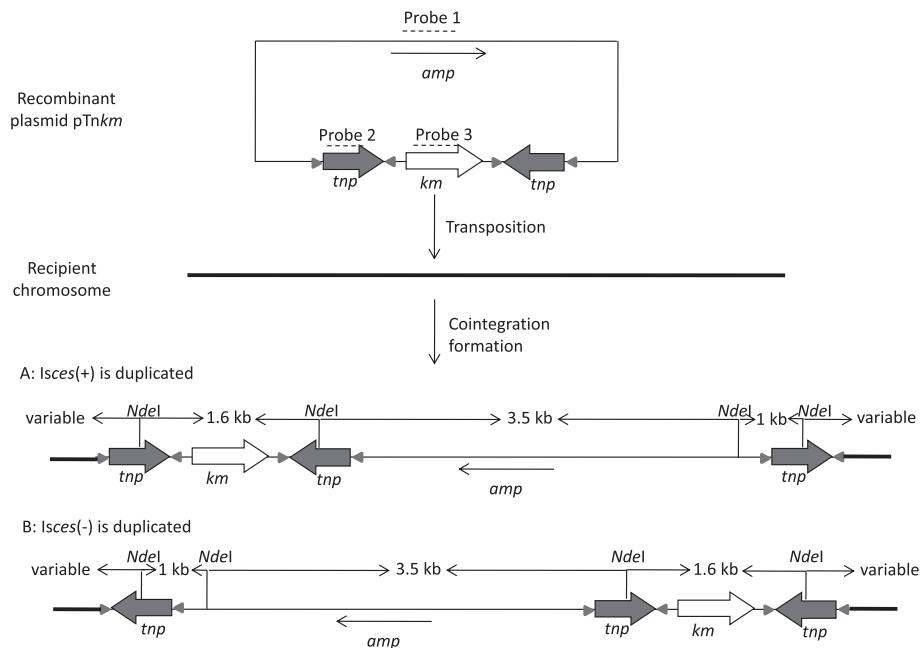 Probe 1
amp
Recombinant
plasmid pTnkm
Probe 2 Probe 3
tnp km tnp
Transposition
Recipient
chromosome
Cointegration
formation
A: Isces(+) is duplicated
variable NdeI 1.6 kb NdeI 3.5 kb NdeI 1 kb NdeI variable
tnp km tnp amp tnp
B: Isces(-) is duplicated
variable NdeI 1 kb NdeI 3.5 kb NdeI 1.6 kb NdeI variable
tnp amp tnp km tnp